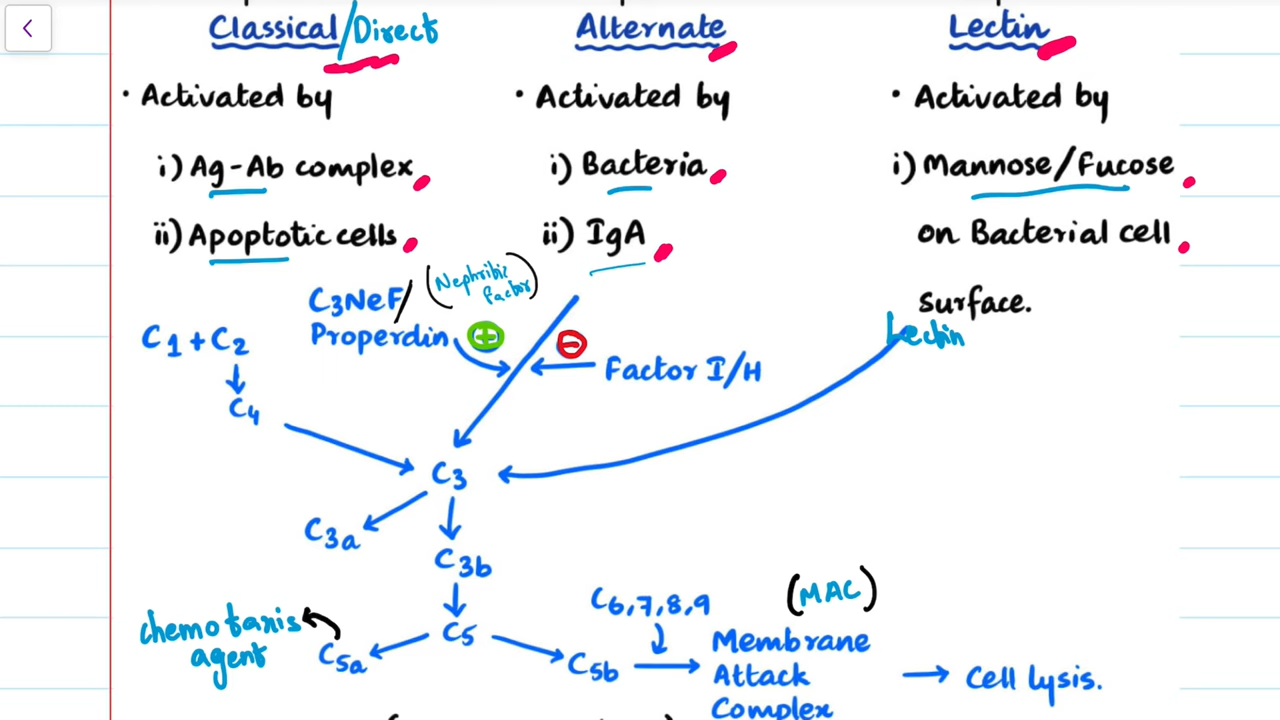 Classical/Direct
Alternate
Lectin
• Activated by
i) Ag-Ab complex
ii) Apoptotic cells
• Activated by
i) Bacteria
ii) IgA
• Activated by
i) Mannose/Fucose
on Bacterial cell
surface.
C3NeF/ (Nephritic
factor)
Properdin
+
-
Factor I/H
Lectin
C1 + C2
C4
C3
C3a
C3b
C5
chemotaxis
agent
C5a
C5b
C6,7,8,9
(MAC)
Membrane
Attack
Complex
Cell lysis.